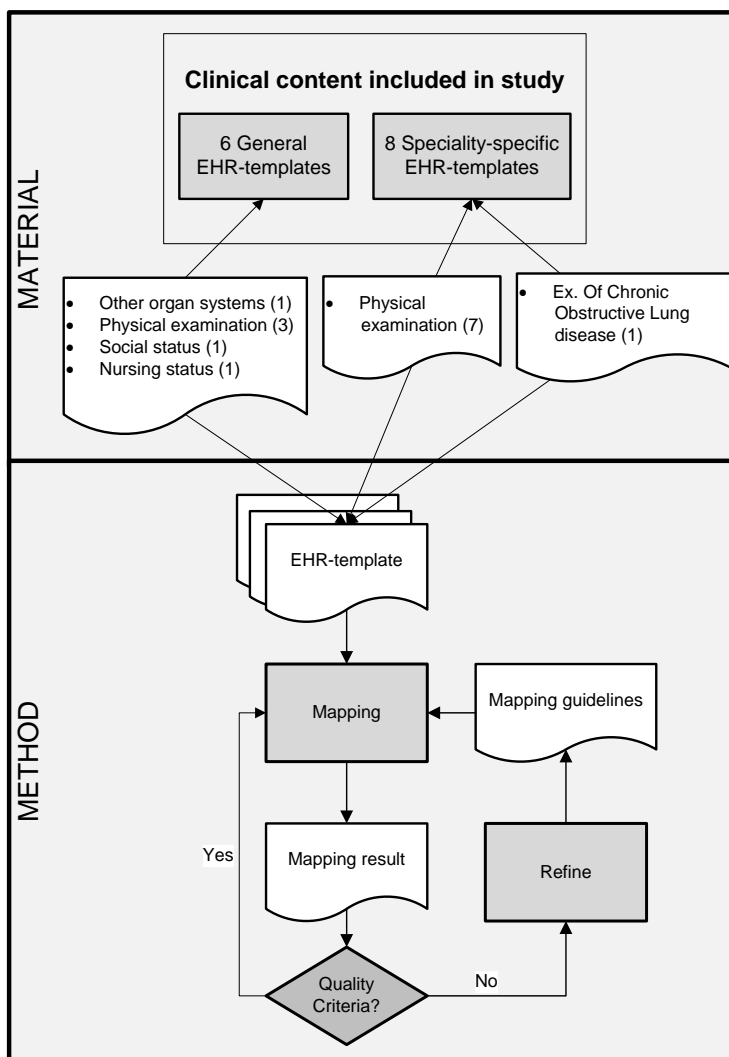 MATERIAL
Clinical content included in study
6 General
EHR-templates
8 Speciality-specific
EHR-templates
• Other organ systems (1)
• Physical examination (3)
• Social status (1)
• Nursing status (1)
• Physical
examination (7)
• Ex. Of Chronic
Obstructive Lung
disease (1)
METHOD
EHR-template
Mapping
Mapping guidelines
Mapping result
Refine
Yes
Quality
Criteria?
No